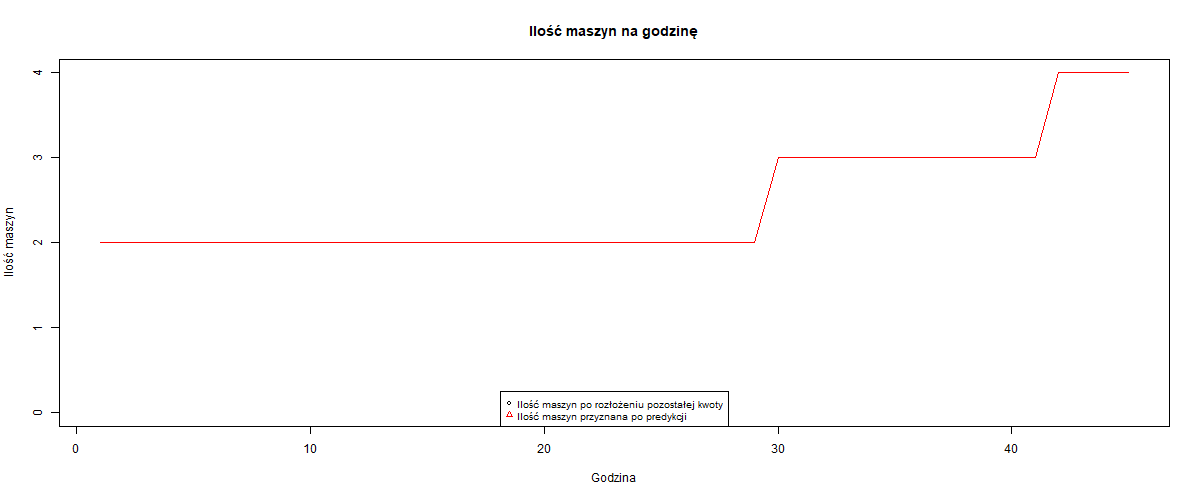 Ilość maszyn na godzinę
Ilość maszyn
4
3
2
1
0
Ilość maszyn po rozłożeniu pozostałej kwoty
Ilość maszyn przyznana po predykcji
0 10 20 30 40
Godzina